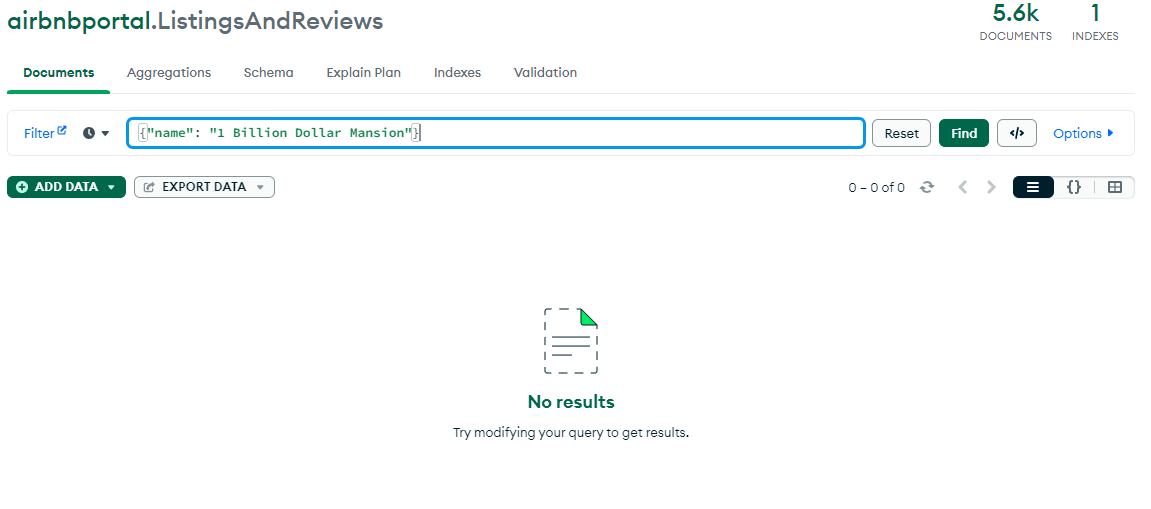 airbnbportal.ListingsAndReviews
5.6k 1
DOCUMENTS INDEXES
Documents Aggregations Schema Explain Plan Indexes Validation
Filter {"name": "1 Billion Dollar Mansion"} Reset Find </> Options
ADD DATA EXPORT DATA 0 – 0 of 0 {}
No results
Try modifying your query to get results.